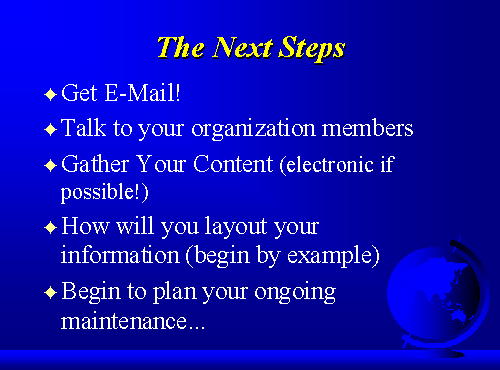 The Next Steps
Get E-Mail!
Talk to your organization members
Gather Your Content (electronic if
possible!)
How will you layout your
information (begin by example)
Begin to plan your ongoing
maintenance...